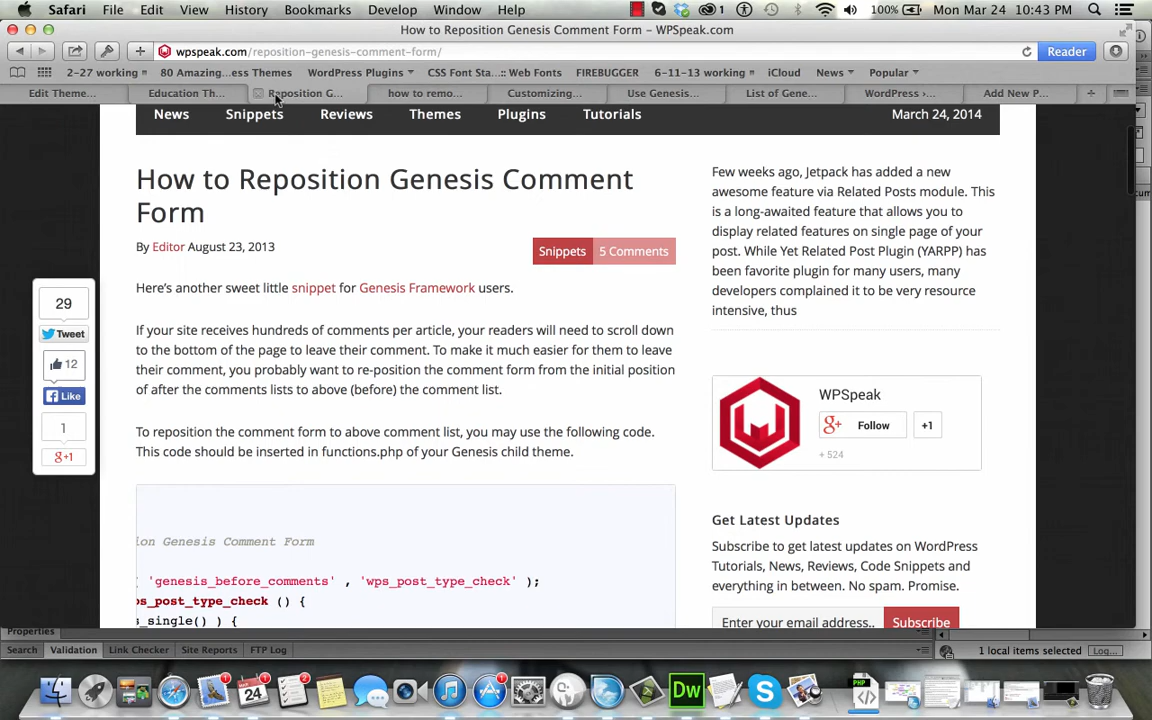 Safari File Edit View History Bookmarks Develop Window Help 1 100% Mon Mar 24 10:43 PM
How to Reposition Genesis Comment Form – WPSpeak.com
wpspeak.com/reposition-genesis-comment-form/ Reader
2-27 working 80 Amazing...ess Themes WordPress Plugins CSS Font Sta...:: Web Fonts FIREBUGGER 6-11-13 working iCloud News Popular
Edit Theme... Education Th... Reposition G... how to remo... Customizing... Use Genesis... List of Gene... WordPress ›... Add New P...
News Snippets Reviews Themes Plugins Tutorials March 24, 2014
How to Reposition Genesis Comment
Form
By Editor August 23, 2013
Snippets 5 Comments
Here's another sweet little snippet for Genesis Framework users.
If your site receives hundreds of comments per article, your readers will need to scroll down
to the bottom of the page to leave their comment. To make it much easier for them to leave
their comment, you probably want to re-position the comment form from the initial position
of after the comments lists to above (before) the comment list.
To reposition the comment form to above comment list, you may use the following code.
This code should be inserted in functions.php of your Genesis child theme.
ion Genesis Comment Form
( 'genesis_before_comments' , 'wps_post_type_check' );
ps_post_type_check () {
s_single() ) {
29
Tweet
12
Like
1
+1
Few weeks ago, Jetpack has added a new
awesome feature via Related Posts module. This
is a long-awaited feature that allows you to
display related features on single page of your
post. While Yet Related Post Plugin (YARPP) has
been favorite plugin for many users, many
developers complained it to be very resource
intensive, thus
WPSpeak
g+ Follow +1
+ 524
Get Latest Updates
Subscribe to get latest updates on WordPress
Tutorials, News, Reviews, Code Snippets and
everything in between. No spam. Promise.
Enter your email address.. Subscribe
Properties
Search Validation Link Checker Site Reports FTP Log 1 local items selected Log...
24 Dw PHP